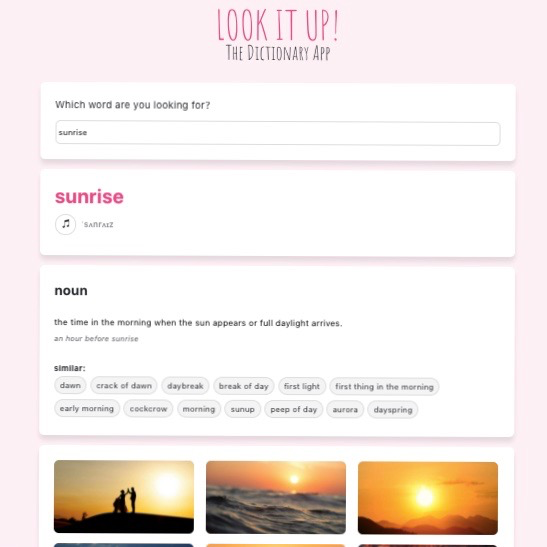 LOOK IT UP!
The Dictionary App
Which word are you looking for?
sunrise
sunrise
ˈsʌnrʌɪz
noun
the time in the morning when the sun appears or full daylight arrives.
an hour before sunrise
similar:
dawn crack of dawn daybreak break of day first light first thing in the morning
early morning cockcrow morning sunup peep of day aurora dayspring